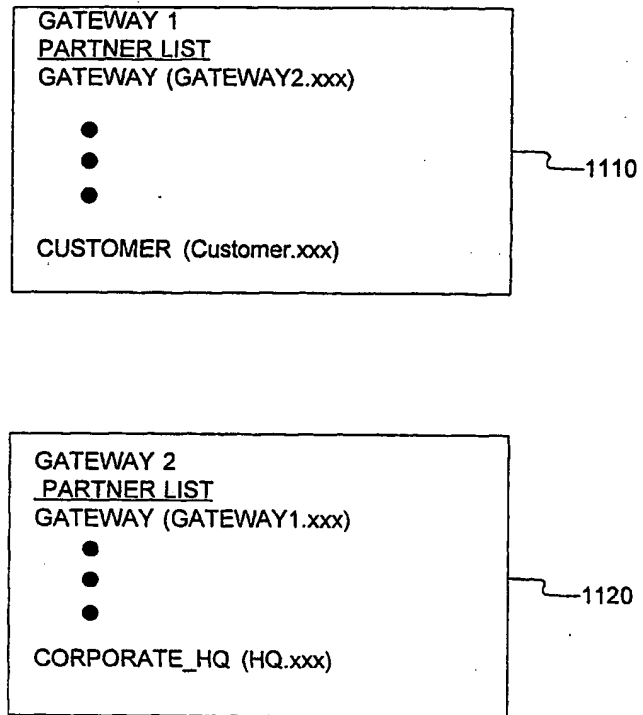 GATEWAY 1
PARTNER LIST
GATEWAY (GATEWAY2.xxx)
CUSTOMER (Customer.xxx)
1110
GATEWAY 2
PARTNER LIST
GATEWAY (GATEWAY1.xxx)
1120
CORPORATE_HQ (HQ.xxx)